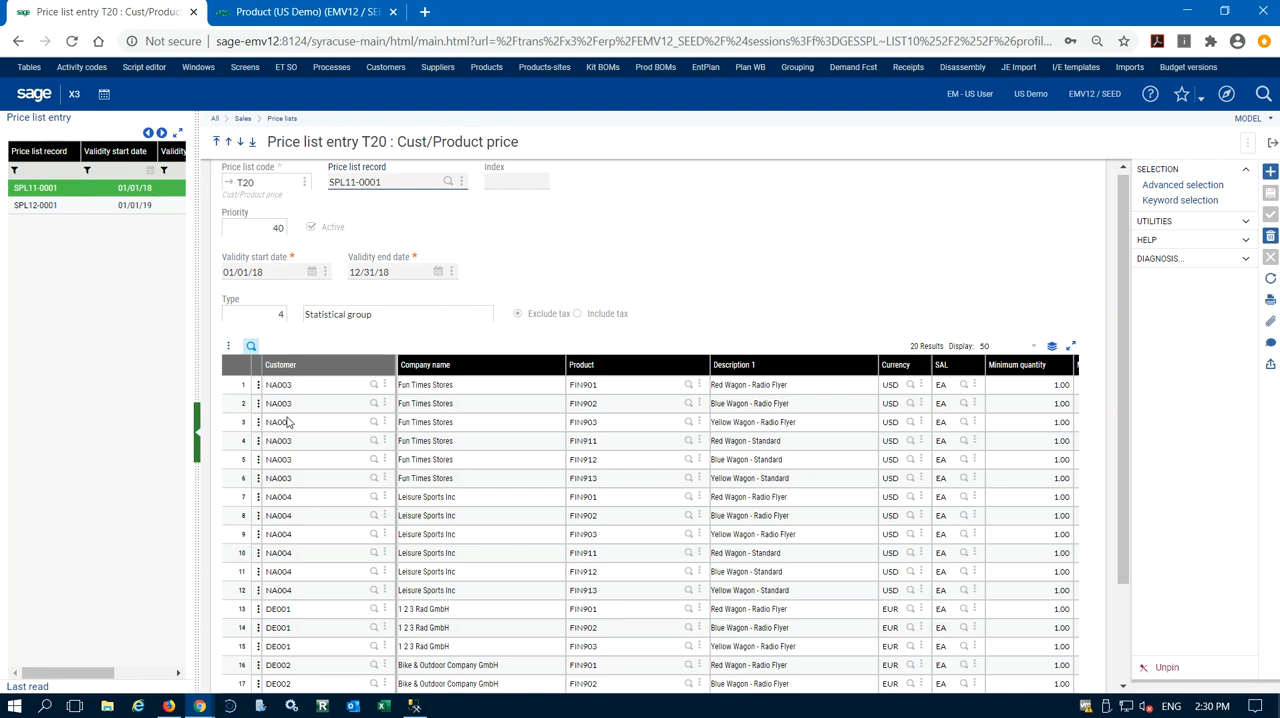 Price list entry T20 : Cust/Produc
Product (US Demo) (EMV12 / SEED
Not secure sage-emv12:8124/syracuse-main/html/main.html?url=%2Ftrans%2Fx3%2Ferp%2FEMV12_SEED%2F%24sessions%3Ff%3DGESSPL~LIST10%252F2%252F%26profil...
Tables Activity codes Script editor Windows Screens ET SO Processes Customers Suppliers Products Products-sites Kit BOMs Prod BOMs EntPlan Plan WB Grouping Demand Fcst Receipts Disassembly JE Import I/E templates Imports Budget versions
sage X3 EM - US User US Demo EMV12 / SEED
Price list entry
All Sales Price lists MODEL
Price list entry T20 : Cust/Product price
Price list record Validity start date Validity
SPL11-0001 01/01/18
SPL12-0001 01/01/19
Last read
Price list code * Price list record Index
T20 SPL11-0001
Cust/Product price
Priority
40 Active
Validity start date * Validity end date *
01/01/18 12/31/18
Type
4 Statistical group Exclude tax Include tax
20 Results Display: 50
Customer Company name Product Description 1 Currency SAL Minimum quantity
1 NA003 Fun Times Stores FIN901 Red Wagon - Radio Flyer USD EA 1.00
2 NA003 Fun Times Stores FIN902 Blue Wagon - Radio Flyer USD EA 1.00
3 NA003 Fun Times Stores FIN903 Yellow Wagon - Radio Flyer USD EA 1.00
4 NA003 Fun Times Stores FIN911 Red Wagon - Standard USD EA 1.00
5 NA003 Fun Times Stores FIN912 Blue Wagon - Standard USD EA 1.00
6 NA003 Fun Times Stores FIN913 Yellow Wagon - Standard USD EA 1.00
7 NA004 Leisure Sports Inc FIN901 Red Wagon - Radio Flyer USD EA 1.00
8 NA004 Leisure Sports Inc FIN902 Blue Wagon - Radio Flyer USD EA 1.00
9 NA004 Leisure Sports Inc FIN903 Yellow Wagon - Radio Flyer USD EA 1.00
10 NA004 Leisure Sports Inc FIN911 Red Wagon - Standard USD EA 1.00
11 NA004 Leisure Sports Inc FIN912 Blue Wagon - Standard USD EA 1.00
12 NA004 Leisure Sports Inc FIN913 Yellow Wagon - Standard USD EA 1.00
13 DE001 1 2 3 Rad GmbH FIN901 Red Wagon - Radio Flyer EUR EA 1.00
14 DE001 1 2 3 Rad GmbH FIN902 Blue Wagon - Radio Flyer EUR EA 1.00
15 DE001 1 2 3 Rad GmbH FIN903 Yellow Wagon - Radio Flyer EUR EA 1.00
16 DE002 Bike & Outdoor Company GmbH FIN901 Red Wagon - Radio Flyer EUR EA 1.00
17 DE002 Bike & Outdoor Company GmbH FIN902 Blue Wagon - Radio Flyer EUR EA 1.00
SELECTION
Advanced selection
Keyword selection
UTILITIES
HELP
DIAGNOSIS...
Unpin
ENG 2:30 PM